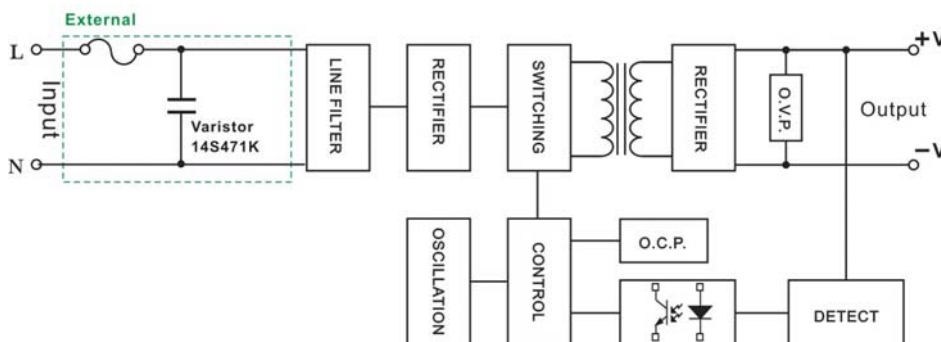 External
L
Input
N
Varistor
14S471K
LINE FILTER
RECTIFIER
SWITCHING
RECTIFIER
O.V.P.
+V
Output
−V
OSCILLATION
CONTROL
O.C.P.
DETECT